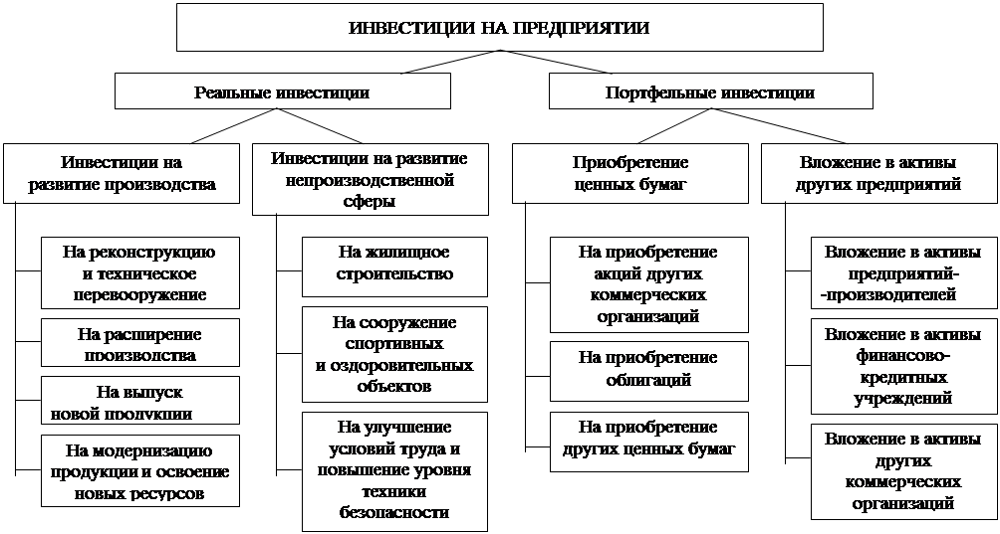 ИНВЕСТИЦИИ НА ПРЕДПРИЯТИИ
Реальные инвестиции
Портфельные инвестиции
Инвестиции на
развитие производства
Инвестиции на развитие
непроизводственной
сферы
Приобретение
ценных бумаг
Вложение в активы
других предприятий
На реконструкцию
и техническое
перевооружение
На расширение
производства
На выпуск
новой продукции
На модернизацию
продукции и освоение
новых ресурсов
На жилищное
строительство
На сооружение
спортивных
и оздоровительных
объектов
На улучшение
условий труда и
повышение уровня
техники
безопасности
На приобретение
акций других
коммерческих
организаций
На приобретение
облигаций
На приобретение
других ценных бумаг
Вложение в активы
предприятий-
-производителей
Вложение в активы
финансово-
кредитных
учреждений
Вложение в активы
других
коммерческих
организаций